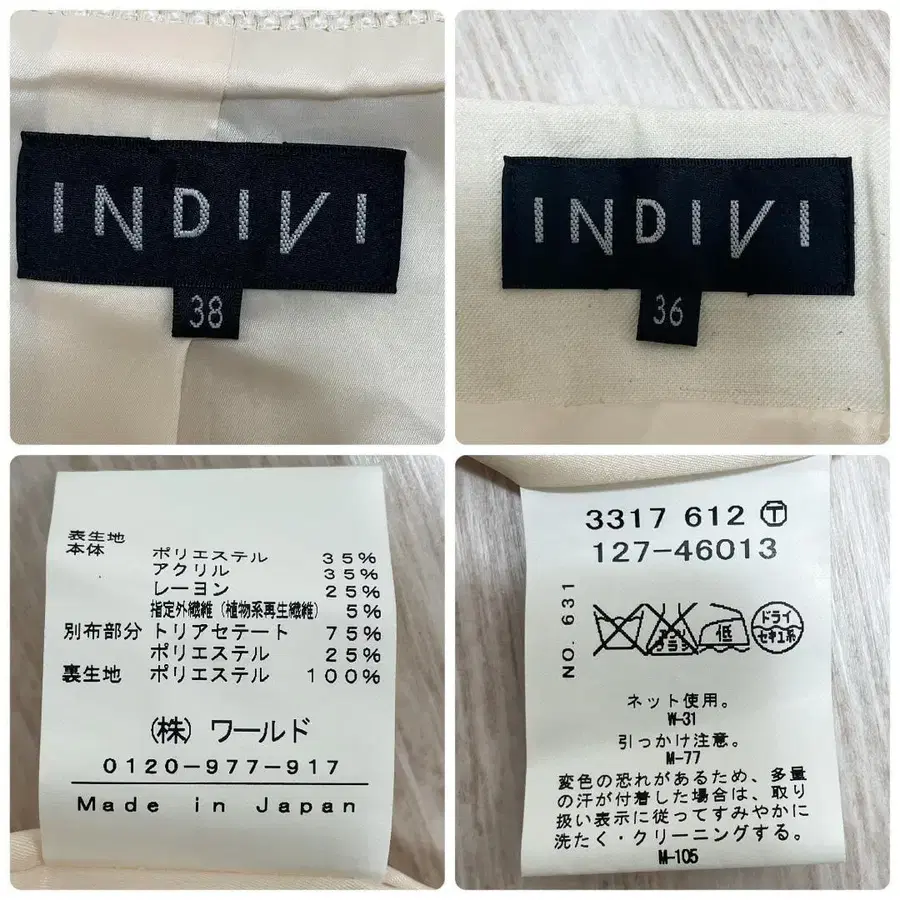 INDIVI
38
INDIVI
36
表生地
本体 ポリエステル 35%
アクリル 35%
レーヨン 25%
指定外繊維(植物系再生繊維) 5%
別布部分 トリアセテート 75%
ポリエステル 25%
裏生地 ポリエステル 100%
(株) ワールド
0120-977-917
Made in Japan
3317 612 Ⓣ
127-46013
NO. 631
エンソ
サラシ
低
ドライ
セキユ系
ネット使用。
W-31
引っかけ注意。
M-77
変色の恐れがあるため、多量
の汗が付着した場合は、取り
扱い表示に従ってすみやかに
洗たく・クリーニングする。
M-105